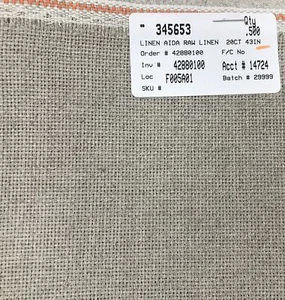 345653
Qty
.500
LINEN AIDA RAW LINEN 20CT 43IN
Order # 42880100 F/C No
Inv # 42880100 Acct # 14724
Loc F005A01 Batch # 29999
SKU #